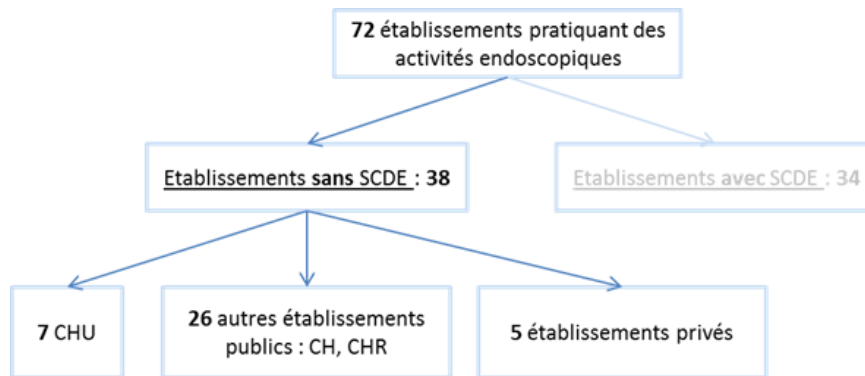 72 établissements pratiquant des
activités endoscopiques
Etablissements sans SCDE : 38
Etablissements avec SCDE : 34
7 CHU
26 autres établissements
publics : CH, CHR
5 établissements privés